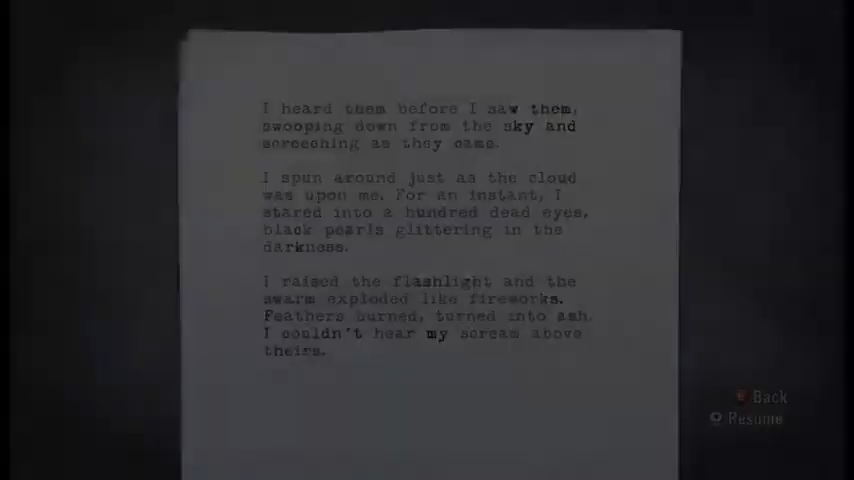 I heard them before I saw them,
swooping down from the sky and
screeching as they came.
I spun around just as the cloud
was upon me. For an instant, I
stared into a hundred dead eyes,
black pearls glittering in the
darkness.
I raised the flashlight and the
swarm exploded like fireworks.
Feathers burned, turned into ash.
I couldn't hear my scream above
theirs.
Back
Resume